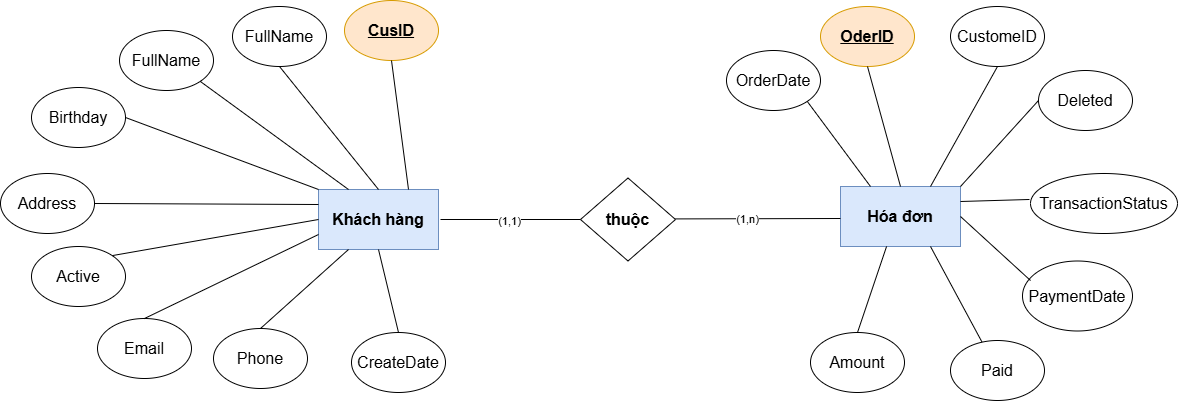 FullName
CusID
FullName
Birthday
Address
Active
Email
Phone
CreateDate
Khách hàng
(1,1)
thuộc
(1,n)
Hóa đơn
OderID
CustomeID
OrderDate
Deleted
TransactionStatus
PaymentDate
Paid
Amount